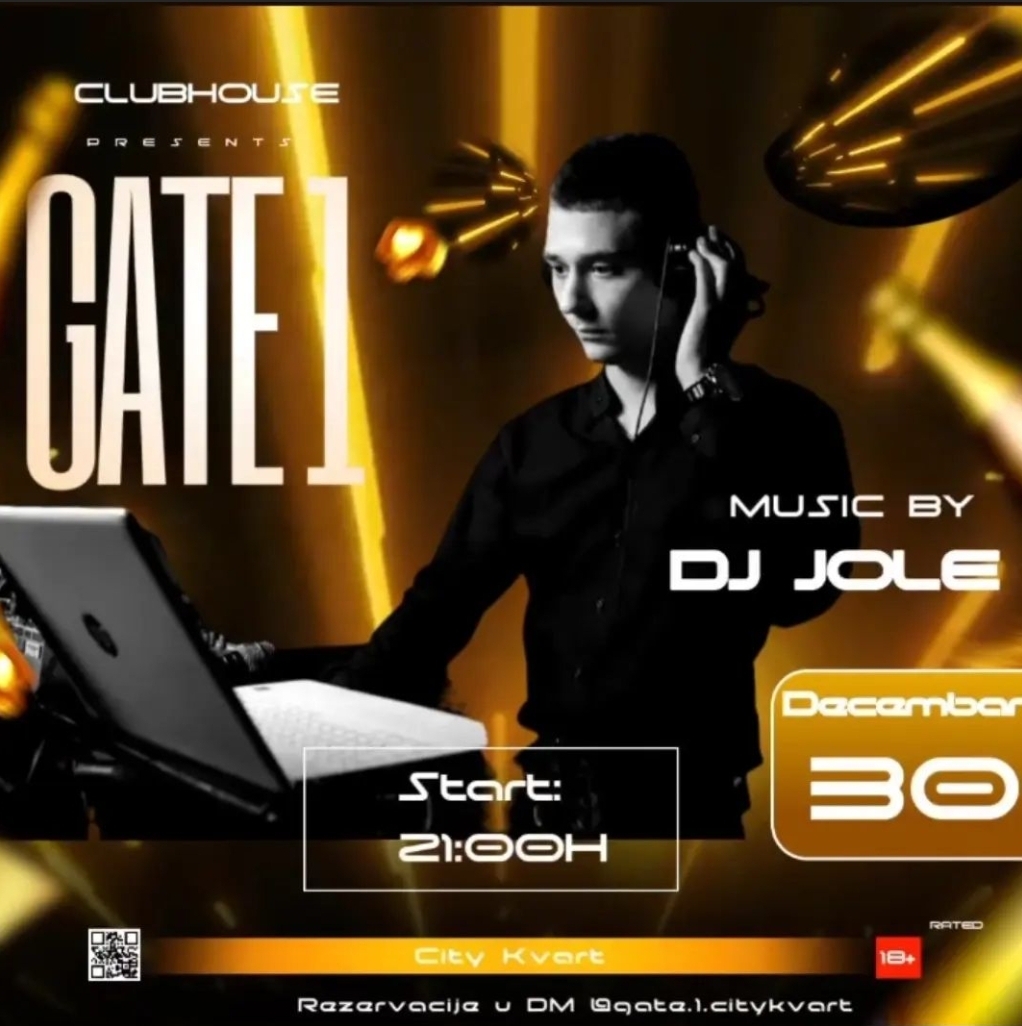 CLUBHOUSE
PRESENTS
GATE 1
MUSIC BY
DJ JOLE
Decembar
30
Start:
21:00H
RATED
18+
City Kvart
Rezervacije u DM @gate.1.citykvart